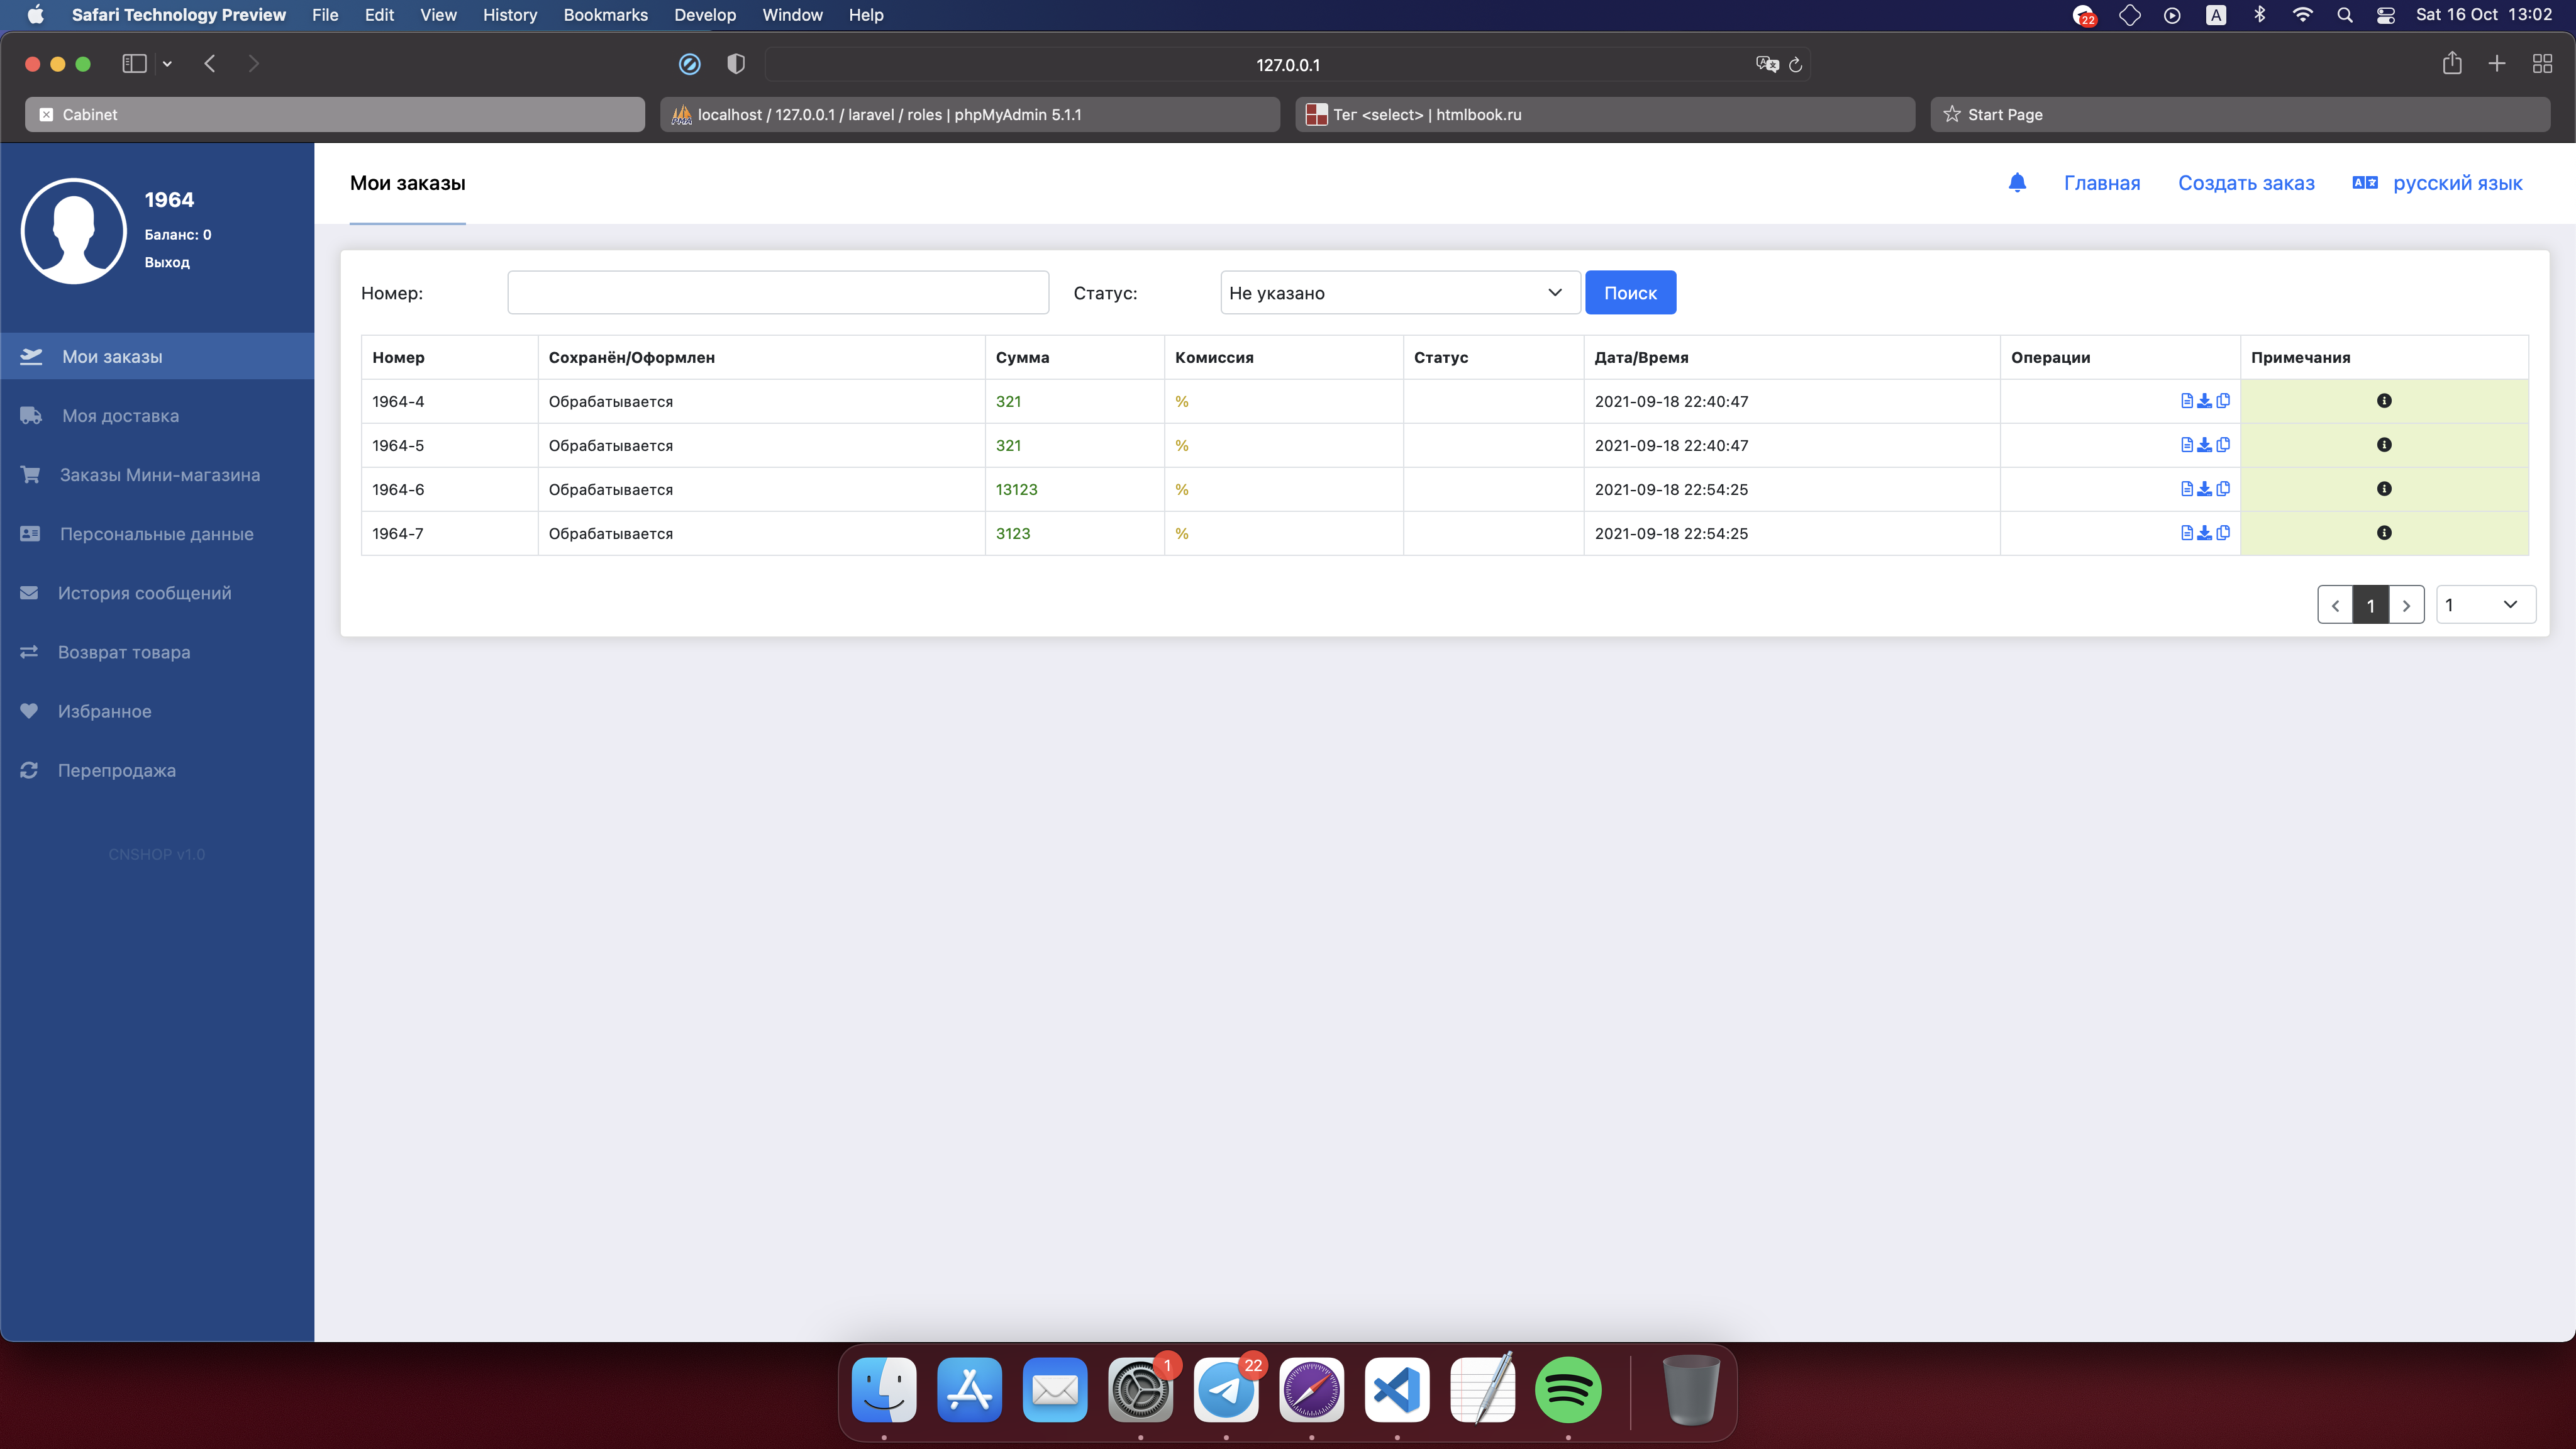 Safari Technology Preview File Edit View History Bookmarks Develop Window Help 22 A Sat 16 Oct 13:02
127.0.0.1
Cabinet
localhost / 127.0.0.1 / laravel / roles | phpMyAdmin 5.1.1
Тег <select> | htmlbook.ru
Start Page
1964
Баланс: 0
Выход
Мои заказы
Моя доставка
Заказы Мини-магазина
Персональные данные
История сообщений
Возврат товара
Избранное
Перепродажа
CNSHOP v1.0
Мои заказы
Главная Создать заказ русский язык
Номер: Статус: Не указано Поиск
Номер Сохранён/Оформлен Сумма Комиссия Статус Дата/Время Операции Примечания
1964-4 Обрабатывается 321 % 2021-09-18 22:40:47
1964-5 Обрабатывается 321 % 2021-09-18 22:40:47
1964-6 Обрабатывается 13123 % 2021-09-18 22:54:25
1964-7 Обрабатывается 3123 % 2021-09-18 22:54:25
1 1
1 22